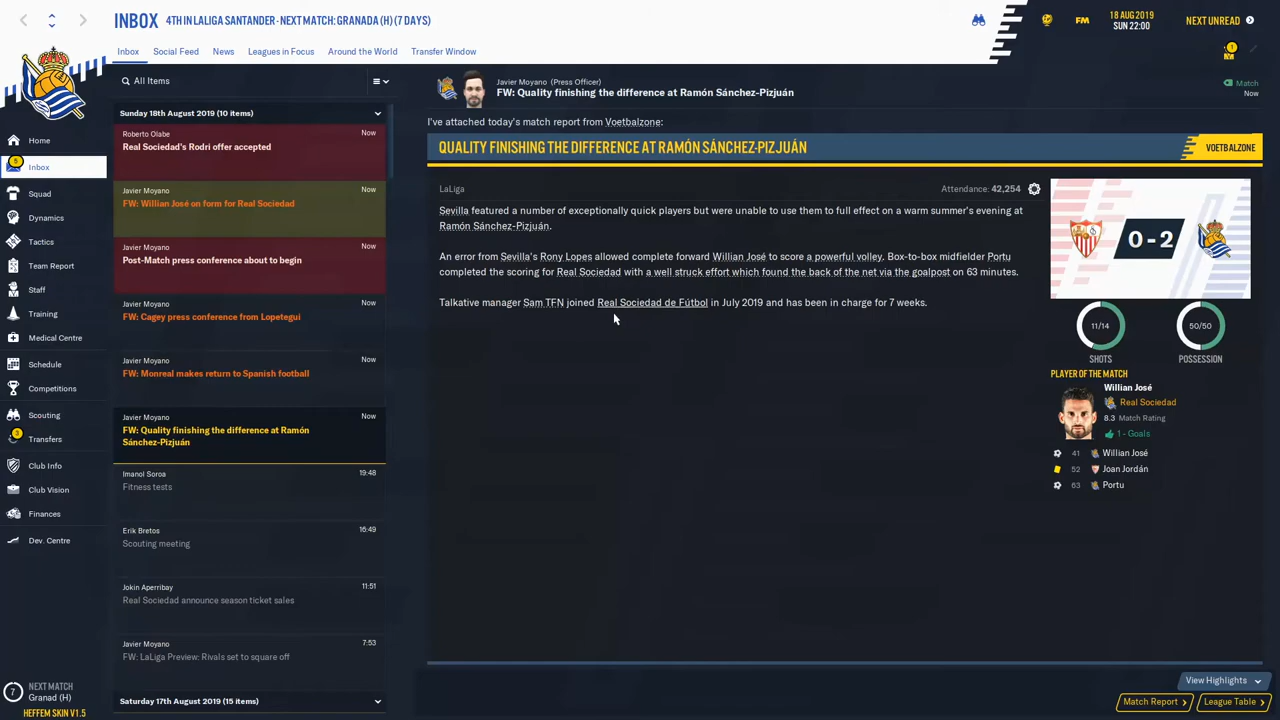 INBOX
4TH IN LALIGA SANTANDER - NEXT MATCH: GRANADA (H) (7 DAYS)
FM
18 AUG 2019
SUN 22:00
NEXT UNREAD
Inbox
Social Feed
News
Leagues in Focus
Around the World
Transfer Window
1
Home
5
Inbox
Squad
Dynamics
Tactics
Team Report
Staff
Training
Medical Centre
Schedule
Competitions
Scouting
3
Transfers
Club Info
Club Vision
Finances
Dev. Centre
7
NEXT MATCH
Granad (H)
HEFFEM SKIN V1.5
All Items
Sunday 18th August 2019 (10 items)
Roberto Olabe
Now
Real Sociedad's Rodri offer accepted
Javier Moyano
Now
FW: Willian José on form for Real Sociedad
Javier Moyano
Now
Post-Match press conference about to begin
Javier Moyano
Now
FW: Cagey press conference from Lopetegui
Javier Moyano
Now
FW: Monreal makes return to Spanish football
Javier Moyano
Now
FW: Quality finishing the difference at Ramón
Sánchez-Pizjuán
Imanol Soroa
19:48
Fitness tests
Erik Bretos
16:49
Scouting meeting
Jokin Aperribay
11:51
Real Sociedad announce season ticket sales
Javier Moyano
7:53
FW: LaLiga Preview: Rivals set to square off
Saturday 17th August 2019 (15 items)
Javier Moyano (Press Officer)
FW: Quality finishing the difference at Ramón Sánchez-Pizjuán
Match
Now
I've attached today's match report from Voetbalzone:
QUALITY FINISHING THE DIFFERENCE AT RAMÓN SÁNCHEZ-PIZJUÁN
VOETBALZONE
LaLiga
Attendance: 42,254
Sevilla featured a number of exceptionally quick players but were unable to use them to full effect on a warm summer's evening at
Ramón Sánchez-Pizjuán.
An error from Sevilla's Rony Lopes allowed complete forward Willian José to score a powerful volley. Box-to-box midfielder Portu
completed the scoring for Real Sociedad with a well struck effort which found the back of the net via the goalpost on 63 minutes.
Talkative manager Sam TFN joined Real Sociedad de Fútbol in July 2019 and has been in charge for 7 weeks.
0 - 2
11/14
SHOTS
50/50
POSSESSION
PLAYER OF THE MATCH
Willian José
Real Sociedad
8.3 Match Rating
1 - Goals
41 Willian José
52 Joan Jordán
63 Portu
View Highlights
Match Report
League Table